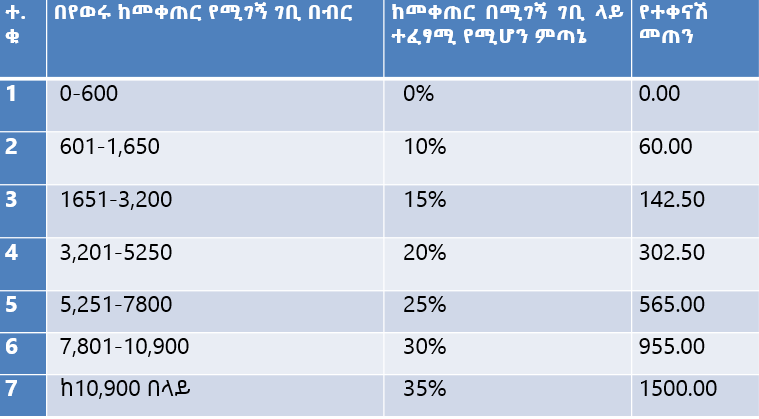 ተ. በየወሩ ከመቀጠር የሚገኝ ገቢ በብር ከመቀጠር በሚገኝ ገቢ ላይ የተቀናሽ
ቁ ተፈፃሚ የሚሆን ምጣኔ መጠን
1 0-600 0% 0.00
2 601-1,650 10% 60.00
3 1651-3,200 15% 142.50
4 3,201-5250 20% 302.50
5 5,251-7800 25% 565.00
6 7,801-10,900 30% 955.00
7 ከ10,900 በላይ 35% 1500.00